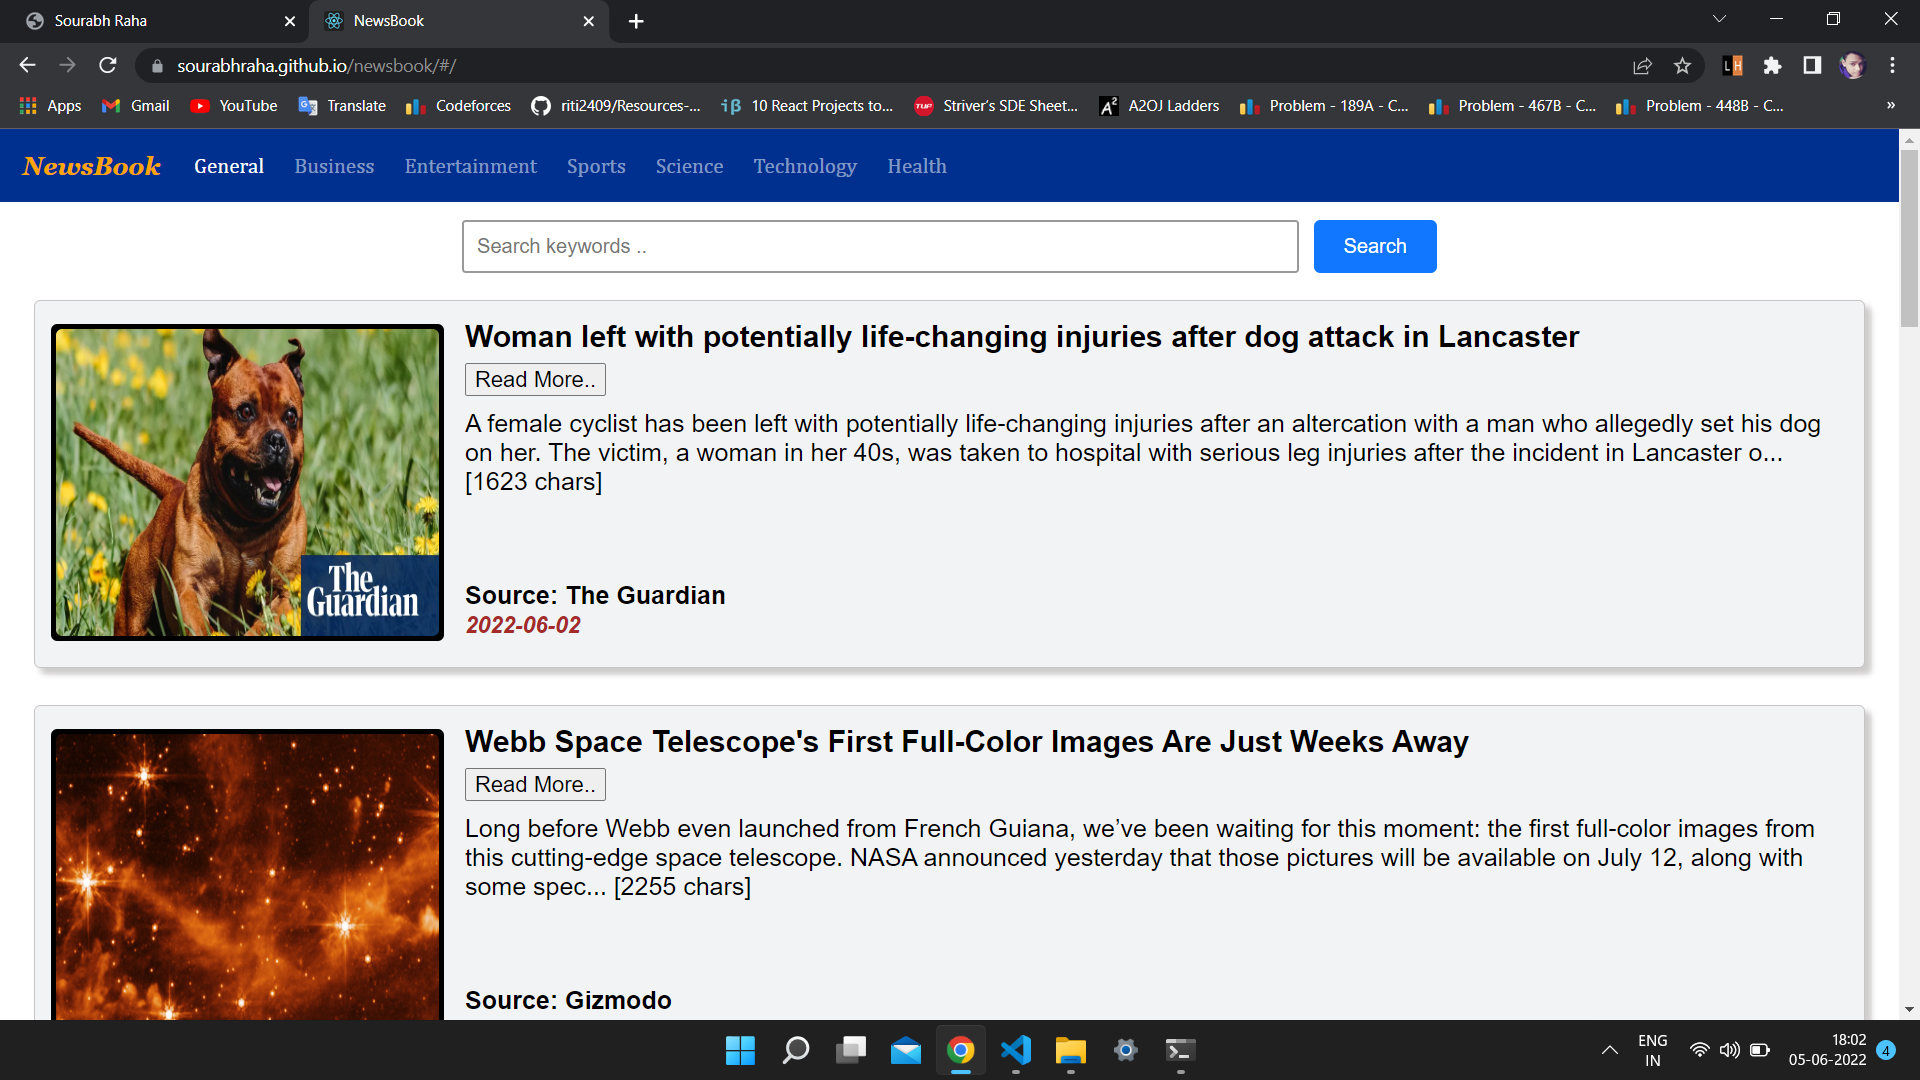 Sourabh Raha
NewsBook
sourabhraha.github.io/newsbook/#/
LH
Apps
Gmail
YouTube
Translate
Codeforces
riti2409/Resources-...
iβ
10 React Projects to...
TUF
Striver's SDE Sheet...
A²
A2OJ Ladders
Problem - 189A - C...
Problem - 467B - C...
Problem - 448B - C...
»
NewsBook General Business Entertainment Sports Science Technology Health
Search keywords ..
Search
Woman left with potentially life-changing injuries after dog attack in Lancaster
Read More..
A female cyclist has been left with potentially life-changing injuries after an altercation with a man who allegedly set his dog
on her. The victim, a woman in her 40s, was taken to hospital with serious leg injuries after the incident in Lancaster o...
[1623 chars]
The
Guardian
Source: The Guardian
2022-06-02
Webb Space Telescope's First Full-Color Images Are Just Weeks Away
Read More..
Long before Webb even launched from French Guiana, we’ve been waiting for this moment: the first full-color images from
this cutting-edge space telescope. NASA announced yesterday that those pictures will be available on July 12, along with
some spec... [2255 chars]
Source: Gizmodo
ENG
IN
18:02
05-06-2022
4